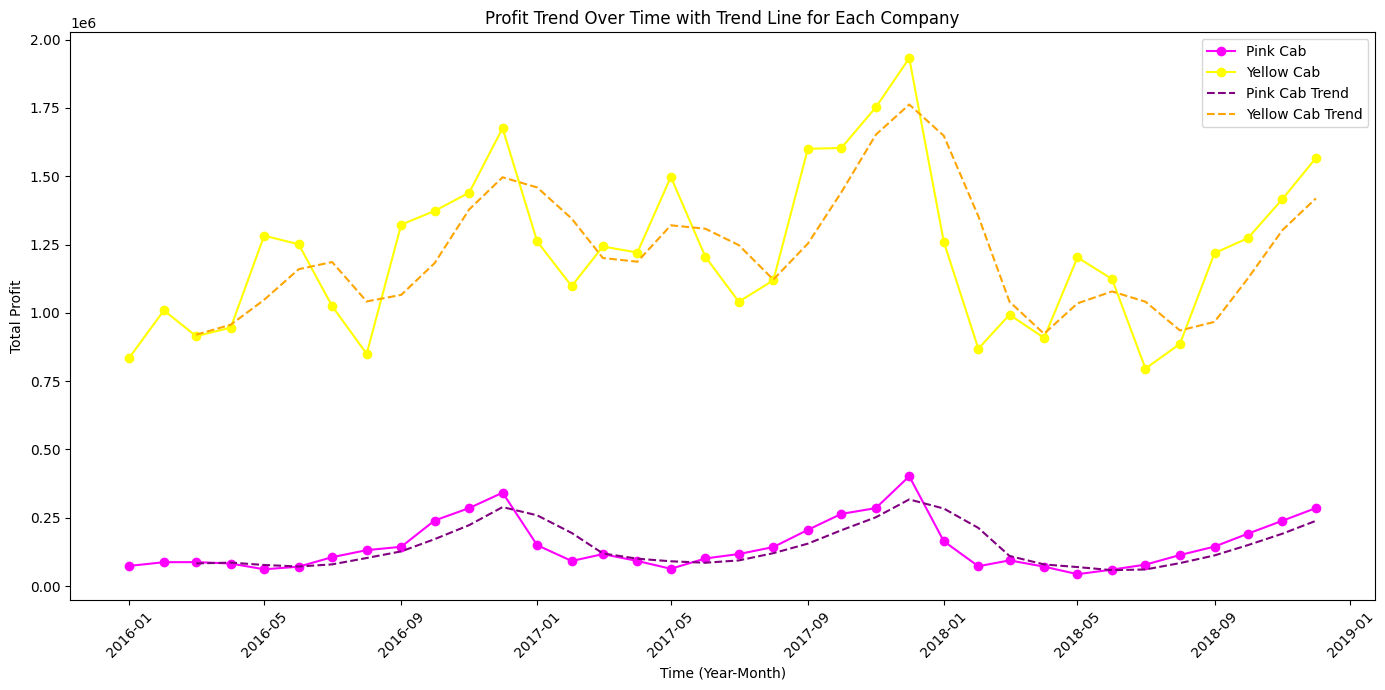 Profit Trend Over Time with Trend Line for Each Company
1e6
2.00
1.75
1.50
1.25
1.00
0.75
0.50
0.25
0.00
Total Profit
Pink Cab
Yellow Cab
Pink Cab Trend
Yellow Cab Trend
2016-01
2016-05
2016-09
2017-01
2017-05
2017-09
2018-01
2018-05
2018-09
2019-01
Time (Year-Month)